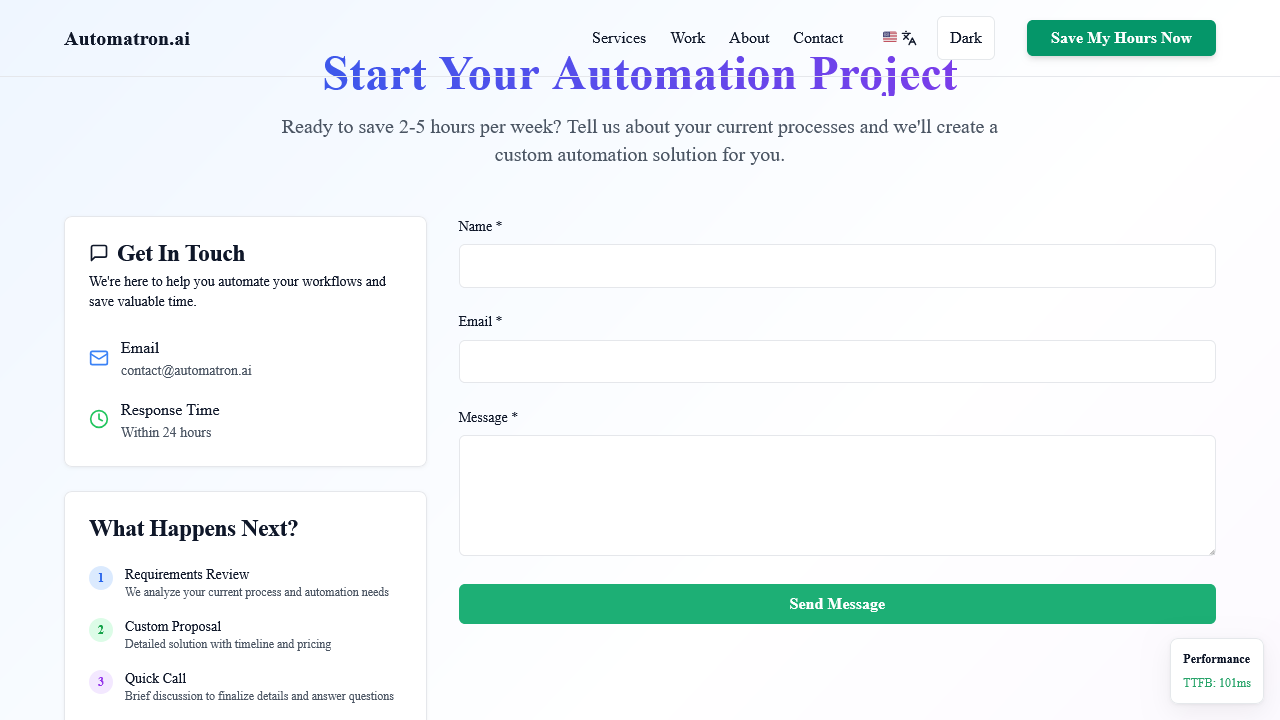 Automatron.ai
Services
Work
About
Contact
Dark
Save My Hours Now
Start Your Automation Project
Ready to save 2-5 hours per week? Tell us about your current processes and we'll create a
custom automation solution for you.
Get In Touch
We're here to help you automate your workflows and
save valuable time.
Email
contact@automatron.ai
Response Time
Within 24 hours
What Happens Next?
1
Requirements Review
We analyze your current process and automation needs
2
Custom Proposal
Detailed solution with timeline and pricing
3
Quick Call
Brief discussion to finalize details and answer questions
Name *
Email *
Message *
Send Message
Performance
TTFB: 101ms